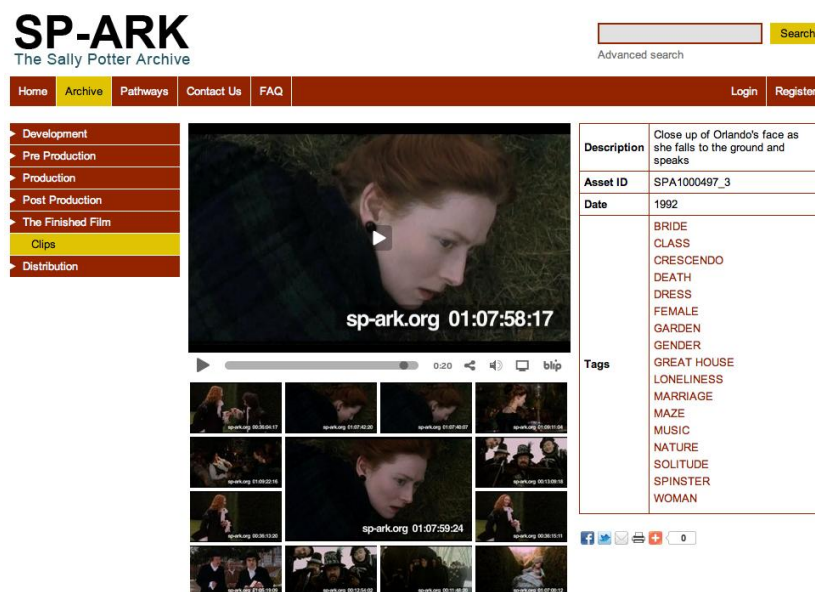 SP-ARK
The Sally Potter Archive
Search
Advanced search
Home
Archive
Pathways
Contact Us
FAQ
Login
Register
Development
Pre Production
Production
Post Production
The Finished Film
Clips
Distribution
sp-ark.org 01:07:58:17
0:20
blip
Description
Close up of Orlando's face as
she falls to the ground and
speaks
Asset ID
SPA1000497_3
Date
1992
Tags
BRIDE
CLASS
CRESCENDO
DEATH
DRESS
FEMALE
GARDEN
GENDER
GREAT HOUSE
LONELINESS
MARRIAGE
MAZE
MUSIC
NATURE
SOLITUDE
SPINSTER
WOMAN
sp-ark.org 01:07:59:24
0